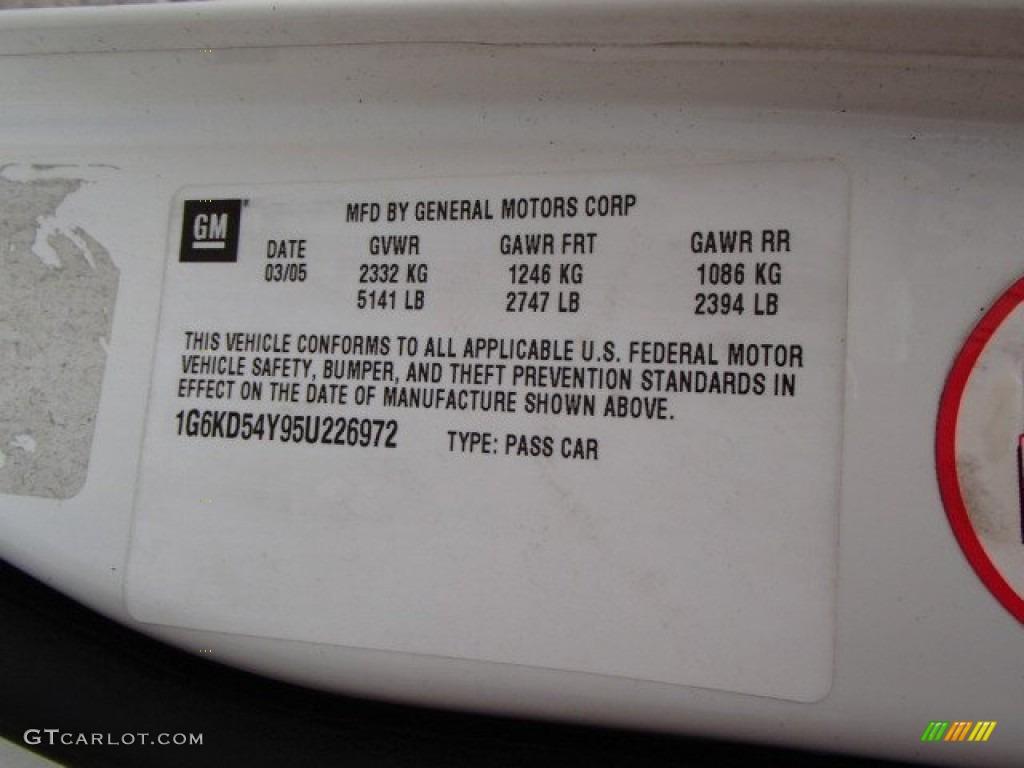 GM
MFD BY GENERAL MOTORS CORP
DATE GVWR GAWR FRT GAWR RR
03/05 2332 KG 1246 KG 1086 KG
5141 LB 2747 LB 2394 LB
THIS VEHICLE CONFORMS TO ALL APPLICABLE U.S. FEDERAL MOTOR
VEHICLE SAFETY, BUMPER, AND THEFT PREVENTION STANDARDS IN
EFFECT ON THE DATE OF MANUFACTURE SHOWN ABOVE.
1G6KD54Y95U226972 TYPE: PASS CAR
GTCARLOT.COM